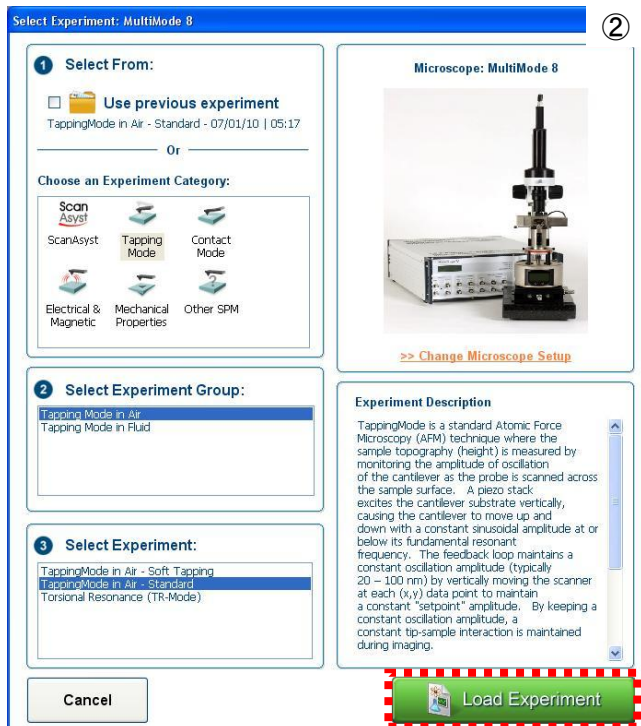 Select Experiment: MultiMode 8
②
1 Select From:
Use previous experiment
TappingMode in Air - Standard - 07/01/10 | 05:17
Or
Choose an Experiment Category:
Scan
Asyst
ScanAsyst
Tapping
Mode
Contact
Mode
Electrical &
Magnetic
Mechanical
Properties
Other SPM
2 Select Experiment Group:
Tapping Mode in Air
Tapping Mode in Fluid
3 Select Experiment:
TappingMode in Air - Soft Tapping
TappingMode in Air - Standard
Torsional Resonance (TR-Mode)
Cancel
Microscope: MultiMode 8
>> Change Microscope Setup
Experiment Description
TappingMode is a standard Atomic Force
Microscopy (AFM) technique where the
sample topography (height) is measured by
monitoring the amplitude of oscillation
of the cantilever as the probe is scanned across
the sample surface. A piezo stack
excites the cantilever substrate vertically,
causing the cantilever to move up and
down with a constant sinusoidal amplitude at or
below its fundamental resonant
frequency. The feedback loop maintains a
constant oscillation amplitude (typically
20 – 100 nm) by vertically moving the scanner
at each (x,y) data point to maintain
a constant "setpoint" amplitude. By keeping a
constant oscillation amplitude, a
constant tip-sample interaction is maintained
during imaging.
Load Experiment